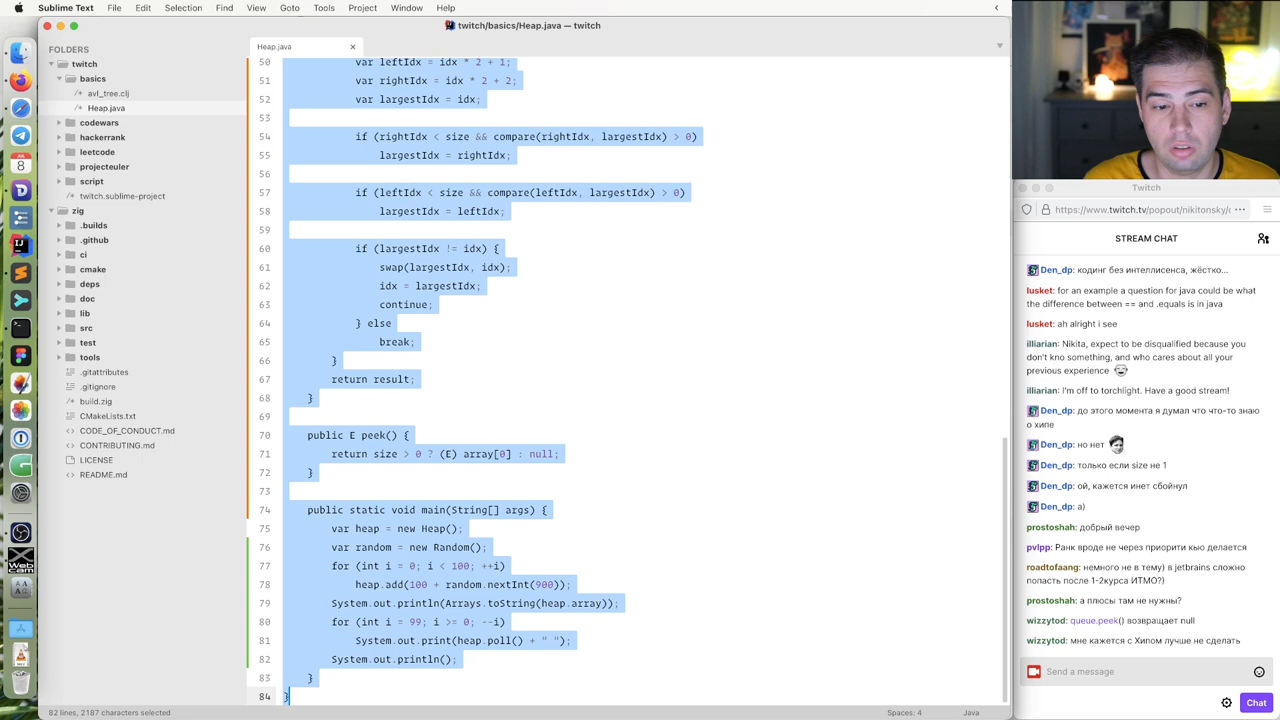 Sublime Text File Edit Selection Find View Goto Tools Project Window Help
twitch/basics/Heap.java — twitch
FOLDERS
twitch
basics
avl_tree.clj
Heap.java
codewars
hackerrank
leetcode
projecteuler
script
twitch.sublime-project
zig
.builds
.github
ci
cmake
deps
doc
lib
src
test
tools
.gitattributes
.gitignore
build.zig
CMakeLists.txt
CODE_OF_CONDUCT.md
CONTRIBUTING.md
LICENSE
README.md
Heap.java
50 var leftIdx = idx * 2 + 1;
51 var rightIdx = idx * 2 + 2;
52 var largestIdx = idx;
53
54 if (rightIdx < size && compare(rightIdx, largestIdx) > 0)
55 largestIdx = rightIdx;
56
57 if (leftIdx < size && compare(leftIdx, largestIdx) > 0)
58 largestIdx = leftIdx;
59
60 if (largestIdx != idx) {
61 swap(largestIdx, idx);
62 idx = largestIdx;
63 continue;
64 } else
65 break;
66 }
67 return result;
68 }
69
70 public E peek() {
71 return size > 0 ? (E) array[0] : null;
72 }
73
74 public static void main(String[] args) {
75 var heap = new Heap();
76 var random = new Random();
77 for (int i = 0; i < 100; ++i)
78 heap.add(100 + random.nextInt(900));
79 System.out.println(Arrays.toString(heap.array));
80 for (int i = 99; i >= 0; --i)
81 System.out.print(heap.poll() + " ");
82 System.out.println();
83 }
84 }
82 lines, 2187 characters selected
Spaces: 4
Java
Twitch
https://www.twitch.tv/popout/nikitonsky/
STREAM CHAT
Den_dp: кодинг без интеллисенса, жёстко...
lusket: for an example a question for java could be what
the difference between == and .equals is in java
lusket: ah alright i see
illiarian: Nikita, expect to be disqualified because you
don't kno something, and who cares about all your
previous experience
illiarian: I'm off to torchlight. Have a good stream!
Den_dp: до этого момента я думал что что-то знаю
о хипе
Den_dp: но нет
Den_dp: только если size не 1
Den_dp: ой, кажется инет сбойнул
Den_dp: а)
prostoshah: добрый вечер
pvlpp: Ранк вроде не через приорити кью делается
roadtofaang: немного не в тему) в jetbrains сложно
попасть после 1-2курса ИТМО?)
prostoshah: а плюсы там не нужны?
wizzytod: queue.peek() возвращает null
wizzytod: мне кажется с Хипом лучше не сделать
Send a message
Chat